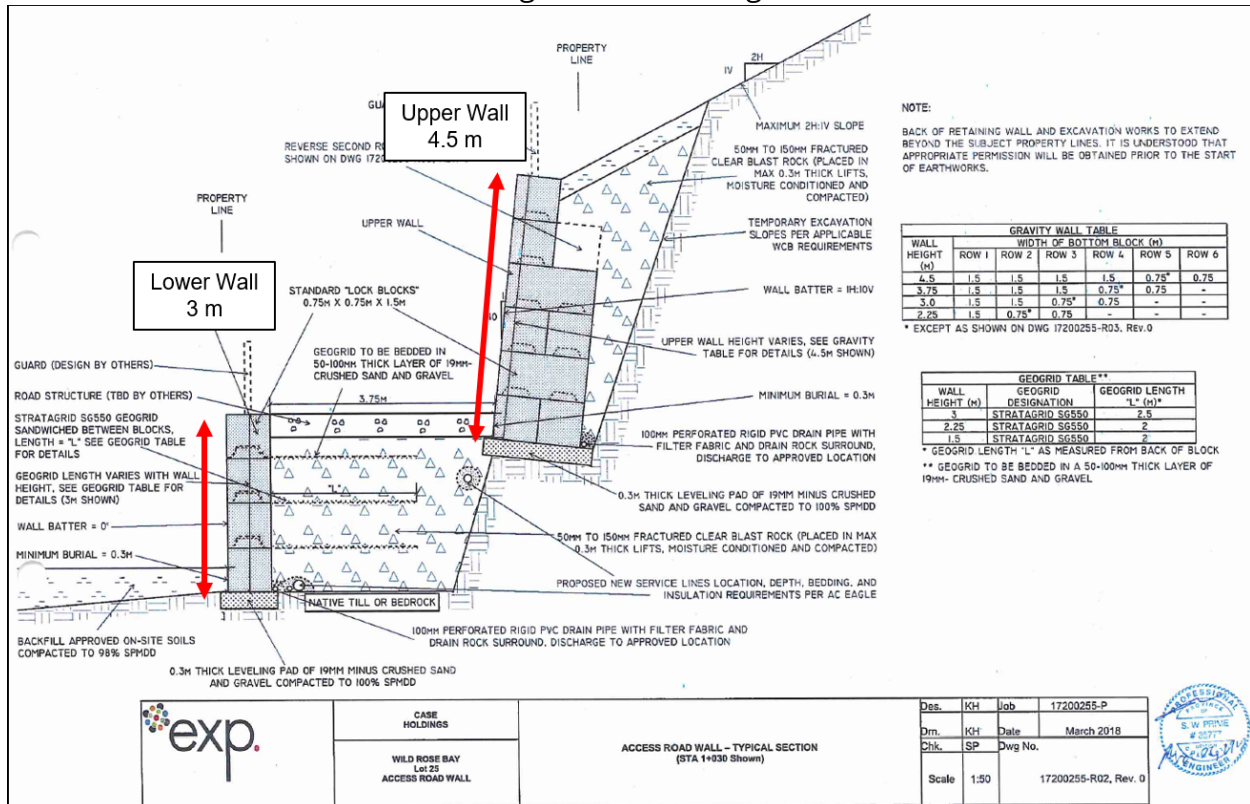 PROPERTY
LINE
IV
2H
GU
Upper Wall
4.5 m
REVERSE SECOND R
SHOWN ON DWG 172
MAXIMUM 2H:IV SLOPE
50MM TO 150MM FRACTURED
CLEAR BLAST ROCK (PLACED IN
MAX 0.3M THICK LIFTS,
MOISTURE CONDITIONED AND
COMPACTED)
NOTE:
BACK OF RETAINING WALL AND EXCAVATION WORKS TO EXTEND
BEYOND THE SUBJECT PROPERTY LINES. IT IS UNDERSTOOD THAT
APPROPRIATE PERMISSION WILL BE OBTAINED PRIOR TO THE START
OF EARTHWORKS.
PROPERTY
LINE
UPPER WALL
TEMPORARY EXCAVATION
SLOPES PER APPLICABLE
WCB REQUIREMENTS
Lower Wall
3 m
STANDARD "LOCK BLOCKS"
0.75M X 0.75M X 1.5M
WALL BATTER = 1H:10V
10
GRAVITY WALL TABLE
WALL HEIGHT (M) WIDTH OF BOTTOM BLOCK (M)
ROW 1 ROW 2 ROW 3 ROW 4 ROW 5 ROW 6
4.5 1.5 1.5 1.5 1.5 0.75* 0.75
3.75 1.5 1.5 1.5 0.75* 0.75 -
3.0 1.5 1.5 0.75* 0.75 - -
2.25 1.5 0.75* 0.75 - - -
* EXCEPT AS SHOWN ON DWG 17200255-R03, REV.0
UPPER WALL HEIGHT VARIES, SEE GRAVITY
TABLE FOR DETAILS (4.5M SHOWN)
GEOGRID TO BE BEDDED IN
50-100MM THICK LAYER OF 19MM-
CRUSHED SAND AND GRAVEL
GUARD (DESIGN BY OTHERS)
3.75M
ROAD STRUCTURE (TBD BY OTHERS)
MINIMUM BURIAL = 0.3M
STRATAGRID SG550 GEOGRID
SANDWICHED BETWEEN BLOCKS,
LENGTH = "L" SEE GEOGRID TABLE
FOR DETAILS
GEOGRID TABLE**
WALL HEIGHT (M) GEOGRID DESIGNATION GEOGRID LENGTH "L" (M)*
3 STRATAGRID SG550 2.5
2.25 STRATAGRID SG550 2
1.5 STRATAGRID SG550 2
* GEOGRID LENGTH "L" AS MEASURED FROM BACK OF BLOCK
** GEOGRID TO BE BEDDED IN A 50-100MM THICK LAYER OF
19MM- CRUSHED SAND AND GRAVEL
100MM PERFORATED RIGID PVC DRAIN PIPE WITH
FILTER FABRIC AND DRAIN ROCK SURROUND,
DISCHARGE TO APPROVED LOCATION
GEOGRID LENGTH VARIES WITH WALL
HEIGHT, SEE GEOGRID TABLE FOR
DETAILS (3M SHOWN)
"L"
0.3M THICK LEVELING PAD OF 19MM MINUS CRUSHED
SAND AND GRAVEL COMPACTED TO 100% SPMDD
WALL BATTER = 0°
50MM TO 150MM FRACTURED CLEAR BLAST ROCK (PLACED IN MAX
0.3M THICK LIFTS, MOISTURE CONDITIONED AND COMPACTED)
MINIMUM BURIAL = 0.3M
PROPOSED NEW SERVICE LINES LOCATION, DEPTH, BEDDING, AND
INSULATION REQUIREMENTS PER AC EAGLE
NATIVE TILL OR BEDROCK
BACKFILL APPROVED ON-SITE SOILS
COMPACTED TO 98% SPMDD
100MM PERFORATED RIGID PVC DRAIN PIPE WITH FILTER FABRIC AND
DRAIN ROCK SURROUND, DISCHARGE TO APPROVED LOCATION
0.3M THICK LEVELING PAD OF 19MM MINUS CRUSHED SAND
AND GRAVEL COMPACTED TO 100% SPMDD
exp.
CASE
HOLDINGS
WILD ROSE BAY
Lot 25
ACCESS ROAD WALL
ACCESS ROAD WALL – TYPICAL SECTION
(STA 1+030 Shown)
Des. KH Job 17200255-P
Drn. KH Date March 2018
Chk. SP Dwg No.
Scale 1:50 17200255-R02, Rev. 0
PROFESSIONAL
PROVINCE
OF
S. W. PRIME
ENGINEER